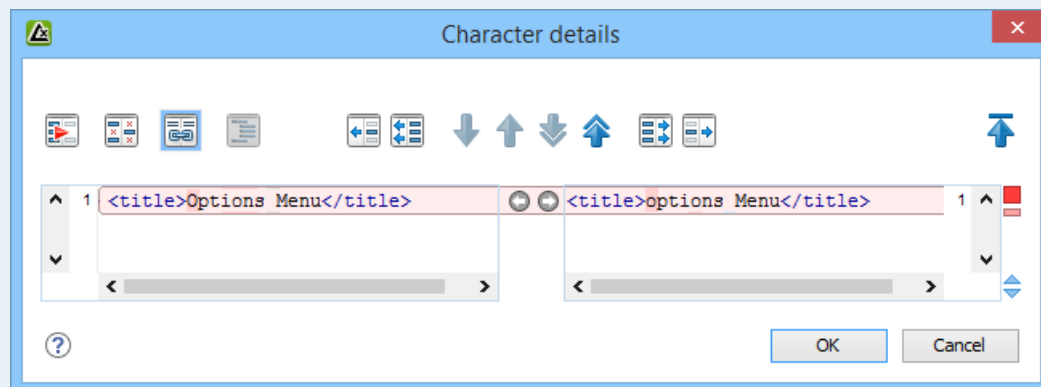 Character details
1 <title>Options Menu</title> <title>options Menu</title> 1
OK Cancel